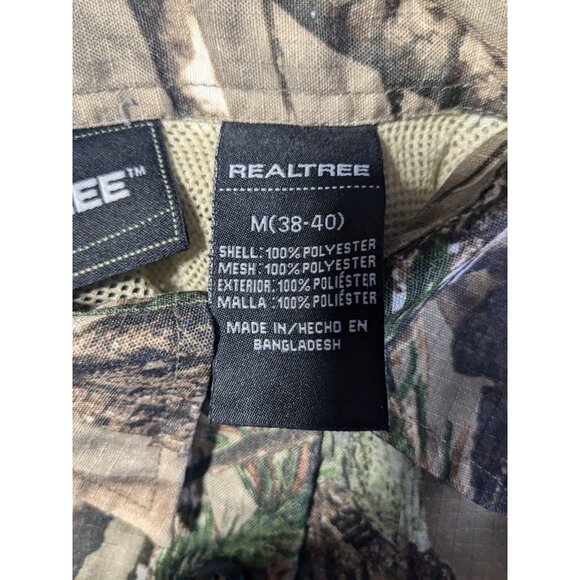 EE™
REALTREE
M(38-40)
SHELL: 100% POLYESTER
MESH: 100% POLYESTER
EXTERIOR: 100% POLIÉSTER
MALLA: 100% POLIÉSTER
MADE IN/HECHO EN
BANGLADESH